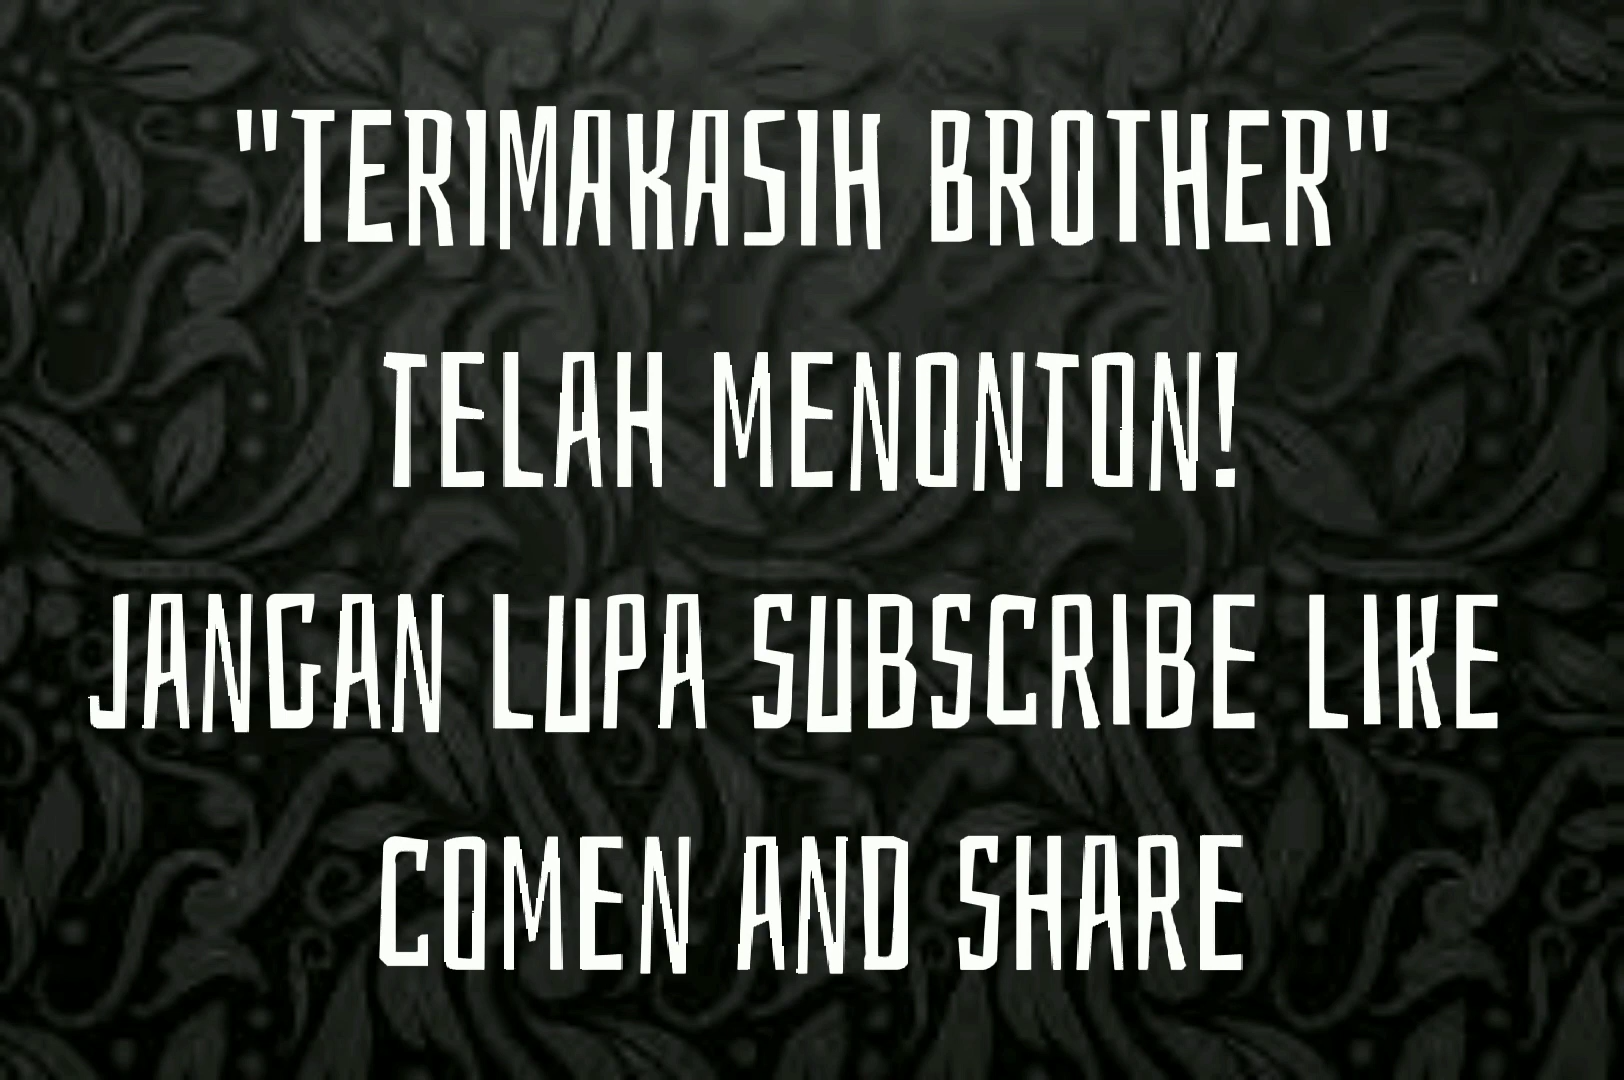 "TERIMAKASIH BROTHER"
TELAH MENONTON!
JANGAN LUPA SUBSCRIBE LIKE
COMEN AND SHARE